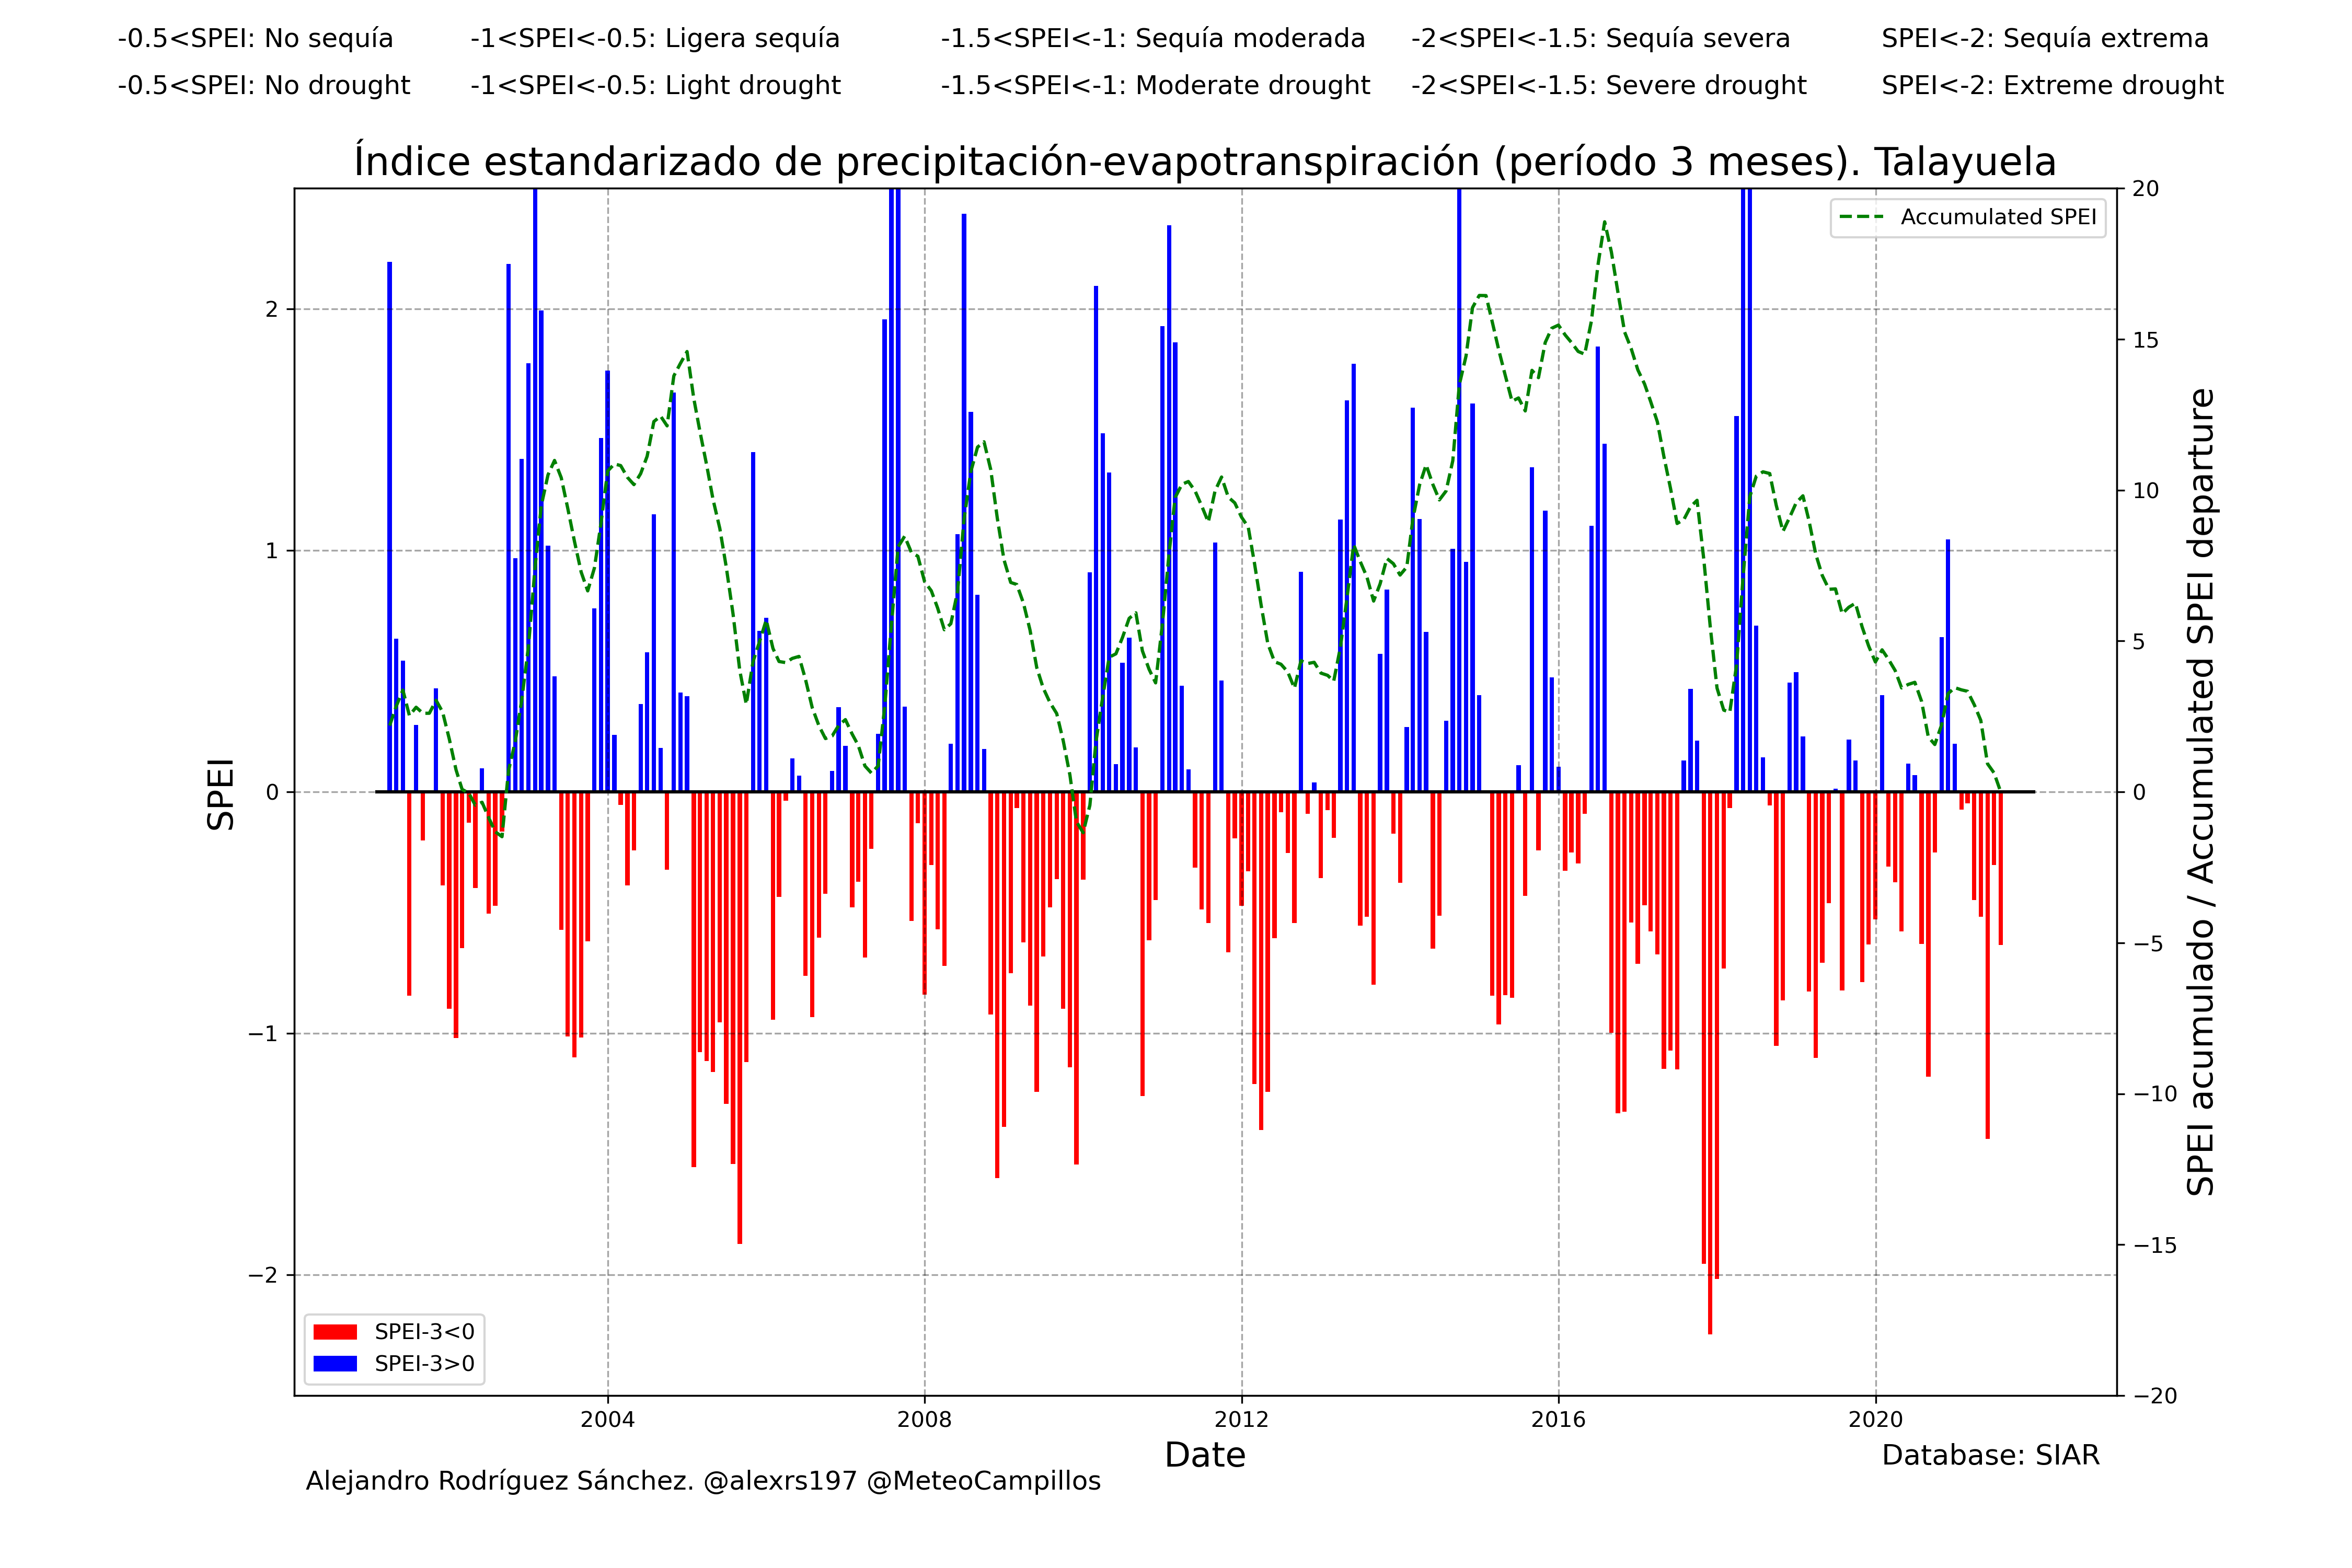 -0.5<SPEI: No sequía
-1<SPEI<-0.5: Ligera sequía
-1.5<SPEI<-1: Sequía moderada
-2<SPEI<-1.5: Sequía severa
SPEI<-2: Sequía extrema
-0.5<SPEI: No drought
-1<SPEI<-0.5: Light drought
-1.5<SPEI<-1: Moderate drought
-2<SPEI<-1.5: Severe drought
SPEI<-2: Extreme drought
Índice estandarizado de precipitación-evapotranspiración (período 3 meses). Talayuela
Accumulated SPEI
SPEI
2
1
0
−1
−2
20
15
10
5
0
−5
−10
−15
−20
SPEI acumulado / Accumulated SPEI departure
SPEI-3<0
SPEI-3>0
2004
2008
2012
2016
2020
Date
Database: SIAR
Alejandro Rodríguez Sánchez. @alexrs197 @MeteoCampillos